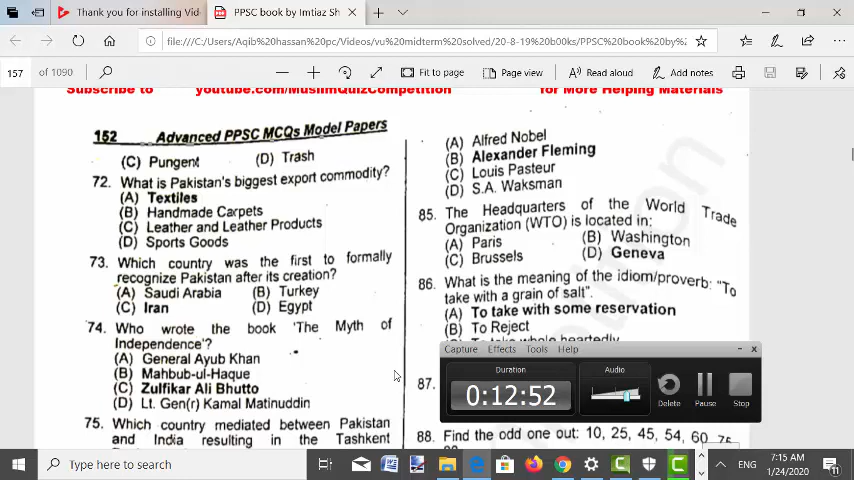 Thank you for installing Vid
PPSC book by Imtiaz Sh
file:///C:/Users/Aqib%20hassan%20pc/Videos/vu%20midterm%20solved/20-8-19%20b00ks/PPSC%20book%20by%2
157 of 1090
Fit to page
Page view
Read aloud
Add notes
Subscribe to youtube.com/MuslimQuizCompetition for More Helping Materials
152 Advanced PPSC MCQs Model Papers
(C) Pungent (D) Trash
72. What is Pakistan's biggest export commodity?
(A) Textiles
(B) Handmade Carpets
(C) Leather and Leather Products
(D) Sports Goods
73. Which country was the first to formally
recognize Pakistan after its creation?
(A) Saudi Arabia (B) Turkey
(C) Iran (D) Egypt
74. Who wrote the book 'The Myth of
Independence'?
(A) General Ayub Khan
(B) Mahbub-ul-Haque
(C) Zulfikar Ali Bhutto
(D) Lt. Gen(r) Kamal Matinuddin
75. Which country mediated between Pakistan
and India resulting in the Tashkent
(A) Alfred Nobel
(B) Alexander Fleming
(C) Louis Pasteur
(D) S.A. Waksman
85. The Headquarters of the World Trade
Organization (WTO) is located in:
(A) Paris (B) Washington
(C) Brussels (D) Geneva
86. What is the meaning of the idiom/proverb: "To
take with a grain of salt".
(A) To take with some reservation
(B) To Reject
To take whole heartedly
87.
88. Find the odd one out: 10, 25, 45, 54, 60, 75
Capture Effects Tools Help
Duration
0:12:52
Audio
Delete
Pause
Stop
Type here to search
ENG
7:15 AM
1/24/2020
11